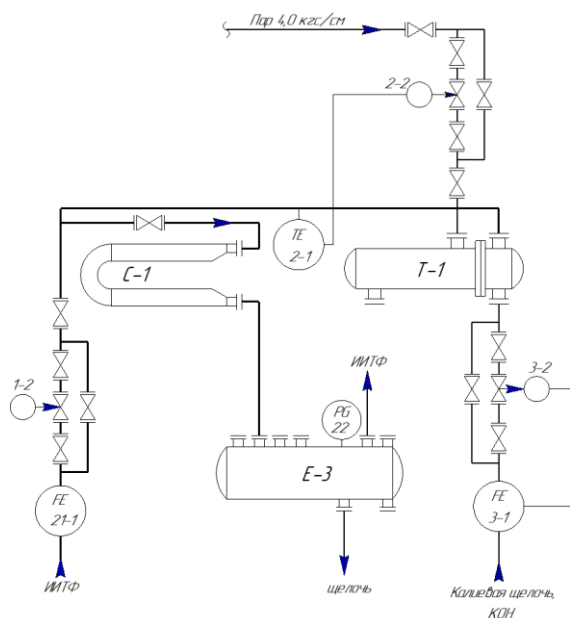 Пар 4,0 кгс/см
2-2
TE
2-1
C-1
T-1
ИИТФ
1-2
3-2
PG
22
E-3
FE
21-1
FE
3-1
ИИТФ
щелочь
Калиевая щелочь,
КОН